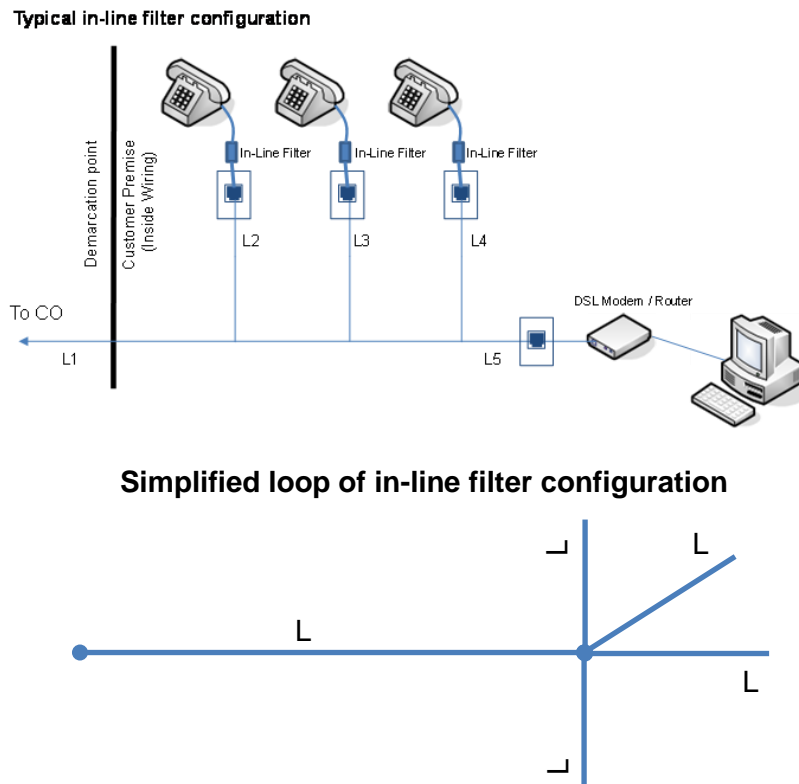 Typical in-line filter configuration
Demarcation point
Customer Premise
(Inside Wiring)
In-Line Filter
In-Line Filter
In-Line Filter
L2
L3
L4
DSL Modem / Router
To CO
L1
L5
Simplified loop of in-line filter configuration
L
L
L
L
L